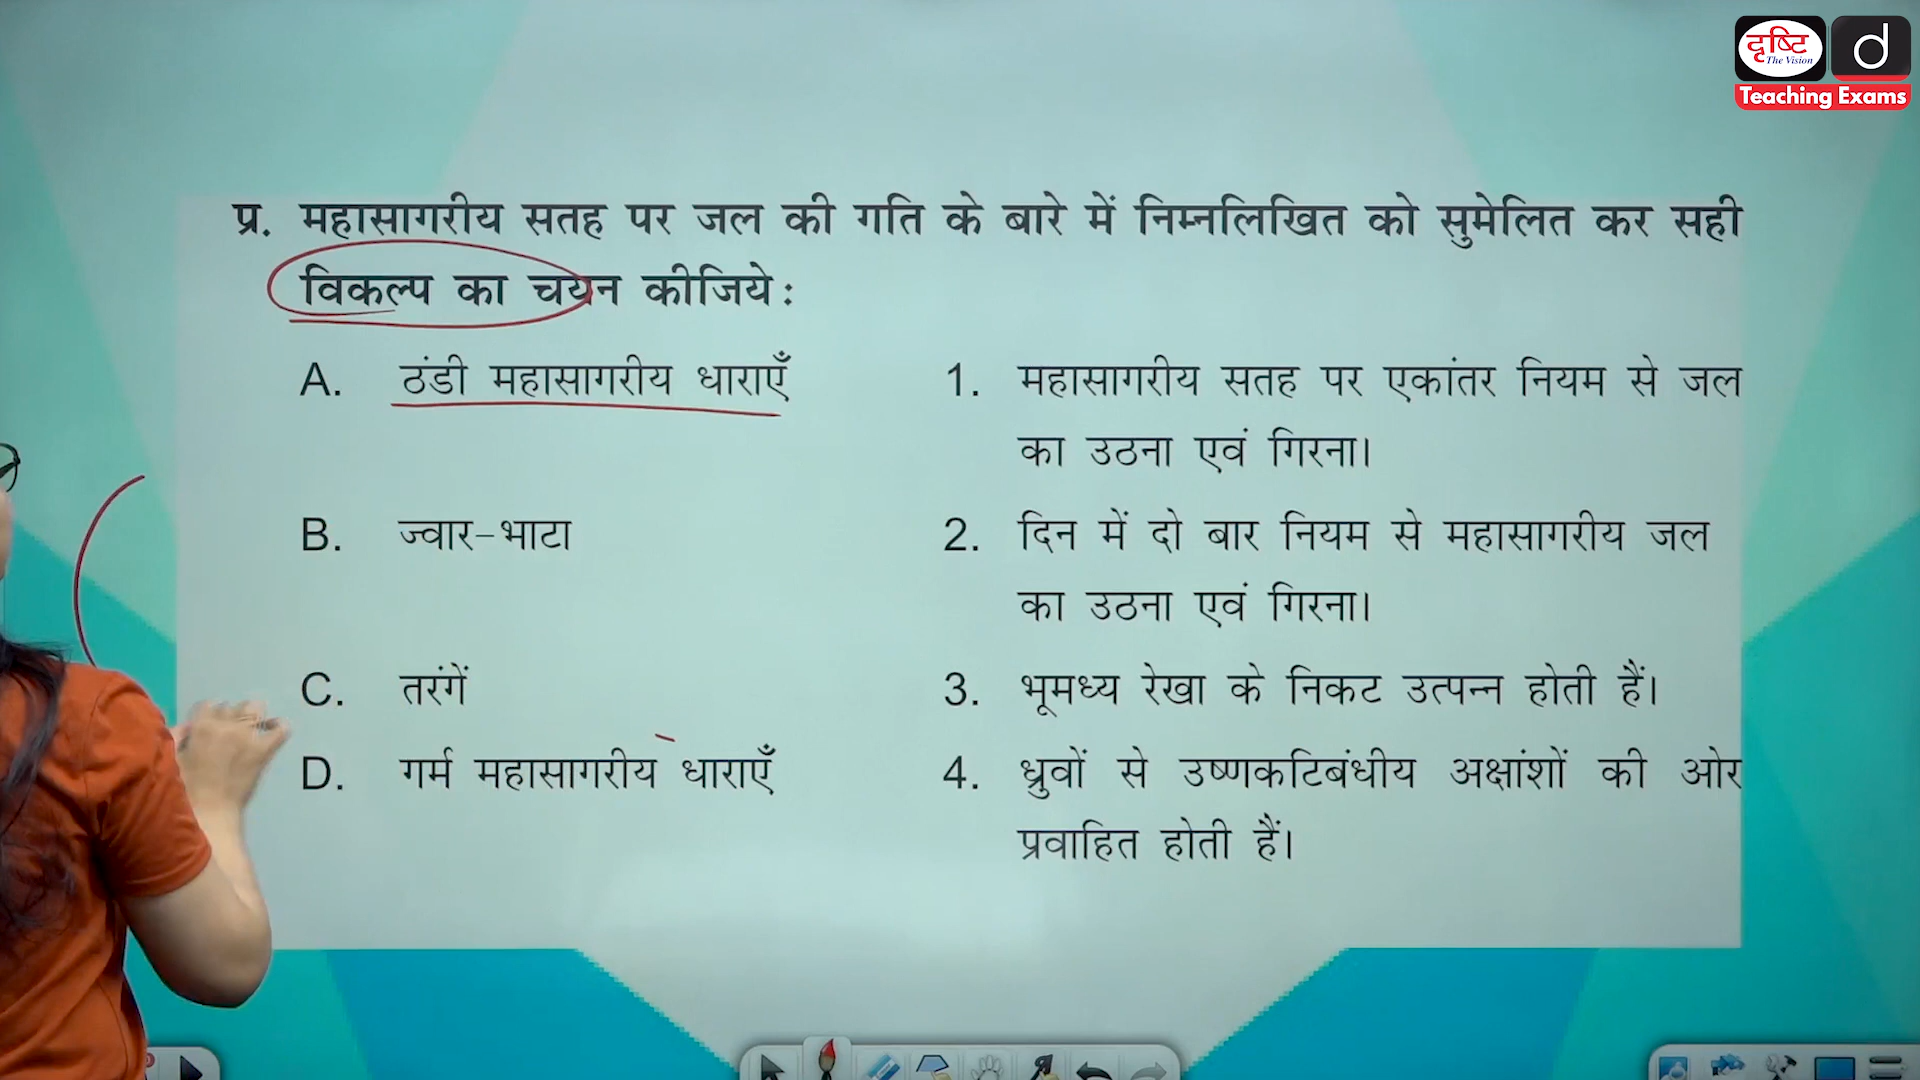 दृष्टि
The Vision
d
Teaching Exams
प्र. महासागरीय सतह पर जल की गति के बारे में निम्नलिखित को सुमेलित कर सही
विकल्प का चयन कीजिये:
A. ठंडी महासागरीय धाराएँ
1. महासागरीय सतह पर एकांतर नियम से जल
का उठना एवं गिरना।
B. ज्वार-भाटा
2. दिन में दो बार नियम से महासागरीय जल
का उठना एवं गिरना।
C. तरंगें
3. भूमध्य रेखा के निकट उत्पन्न होती हैं।
D. गर्म महासागरीय धाराएँ
4. ध्रुवों से उष्णकटिबंधीय अक्षांशों की ओर
प्रवाहित होती हैं।